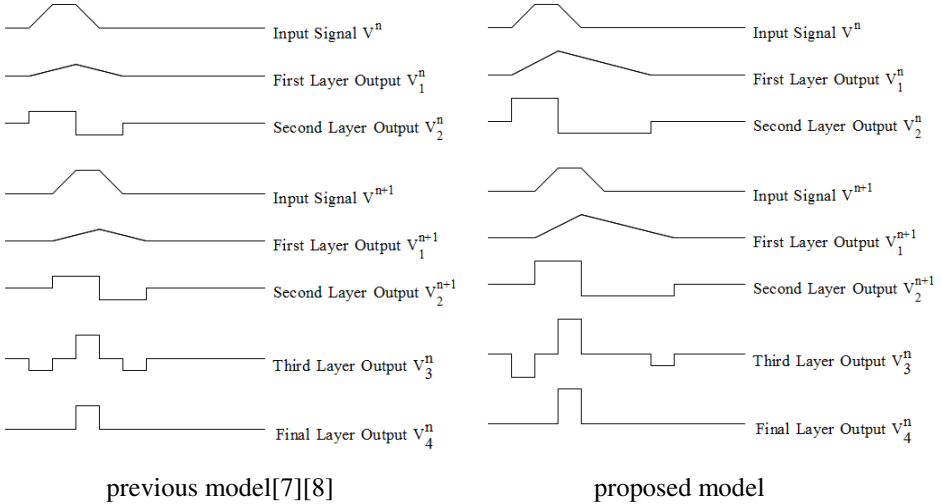 Input Signal V^n
First Layer Output V_1^n
Second Layer Output V_2^n
Input Signal V^{n+1}
First Layer Output V_1^{n+1}
Second Layer Output V_2^{n+1}
Third Layer Output V_3^n
Final Layer Output V_4^n
previous model[7][8]
Input Signal V^n
First Layer Output V_1^n
Second Layer Output V_2^n
Input Signal V^{n+1}
First Layer Output V_1^{n+1}
Second Layer Output V_2^{n+1}
Third Layer Output V_3^n
Final Layer Output V_4^n
proposed model